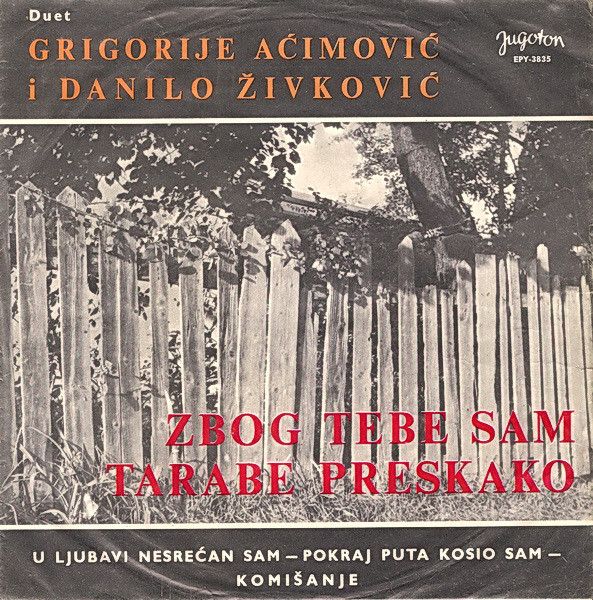 Duet
GRIGORIJE AĆIMOVIĆ
i DANILO ŽIVKOVIĆ
Jugoton
EPY-3835
ZBOG TEBE SAM
TARABE PRESKAKO
U LJUBAVI NESREĆAN SAM — POKRAJ PUTA KOSIO SAM —
KOMIŠANJE